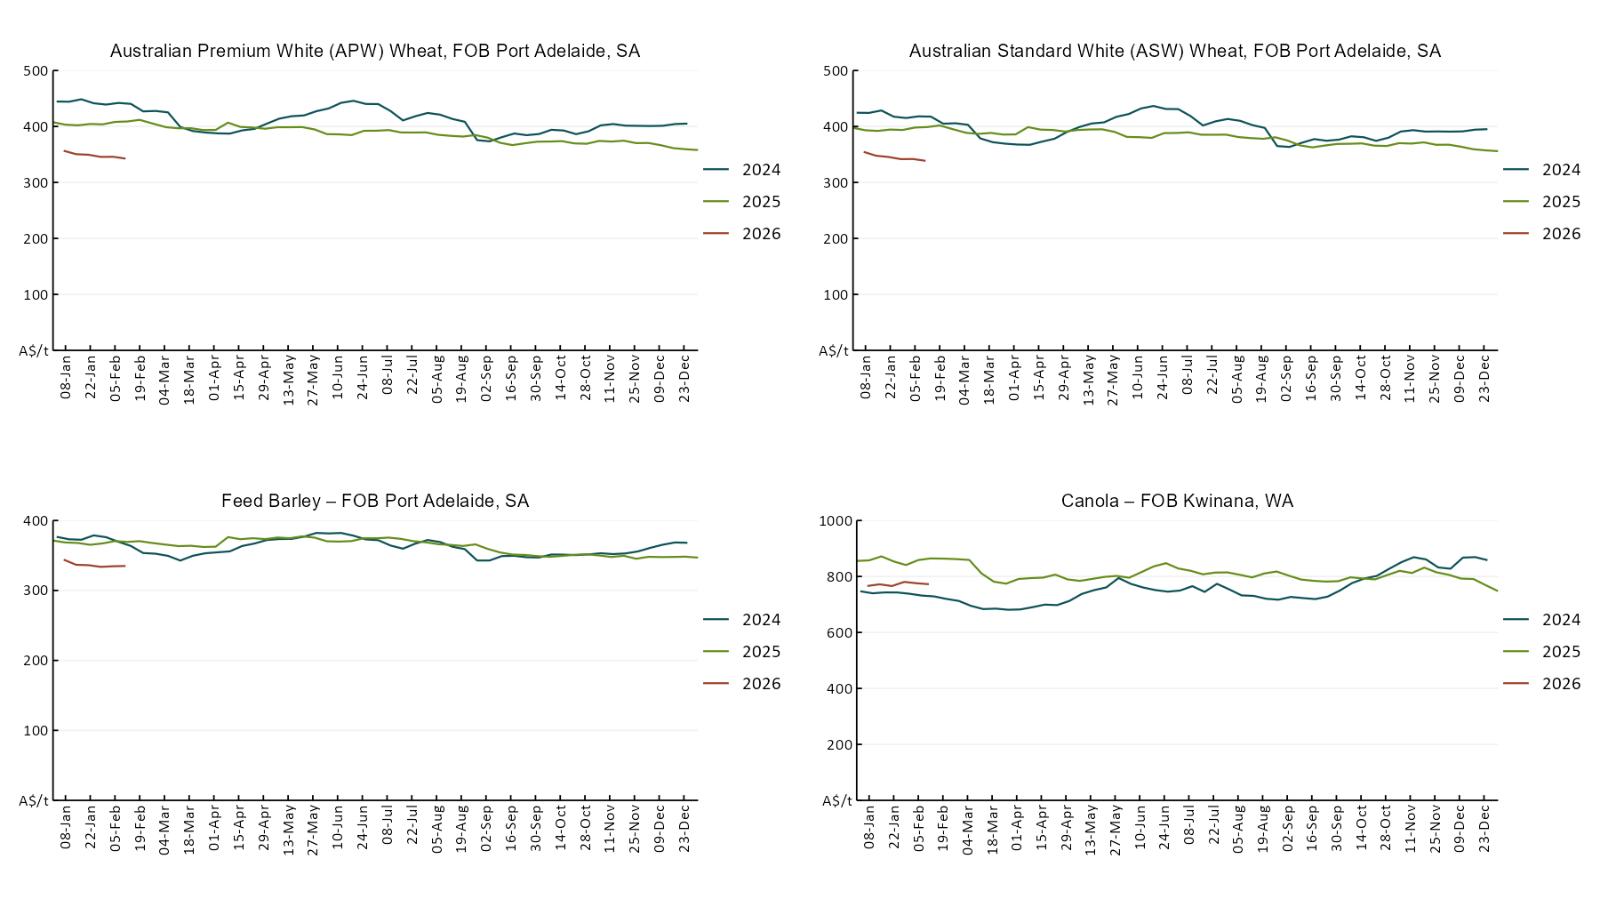 Australian Premium White (APW) Wheat, FOB Port Adelaide, SA
500
400
300
200
100
A$/t
08-Jan
22-Jan
05-Feb
19-Feb
04-Mar
18-Mar
01-Apr
15-Apr
29-Apr
13-May
27-May
10-Jun
24-Jun
08-Jul
22-Jul
05-Aug
19-Aug
02-Sep
16-Sep
30-Sep
14-Oct
28-Oct
11-Nov
25-Nov
09-Dec
23-Dec
2024
2025
2026
Australian Standard White (ASW) Wheat, FOB Port Adelaide, SA
500
400
300
200
100
A$/t
08-Jan
22-Jan
05-Feb
19-Feb
04-Mar
18-Mar
01-Apr
15-Apr
29-Apr
13-May
27-May
10-Jun
24-Jun
08-Jul
22-Jul
05-Aug
19-Aug
02-Sep
16-Sep
30-Sep
14-Oct
28-Oct
11-Nov
25-Nov
09-Dec
23-Dec
2024
2025
2026
Feed Barley – FOB Port Adelaide, SA
400
300
200
100
A$/t
08-Jan
22-Jan
05-Feb
19-Feb
04-Mar
18-Mar
01-Apr
15-Apr
29-Apr
13-May
27-May
10-Jun
24-Jun
08-Jul
22-Jul
05-Aug
19-Aug
02-Sep
16-Sep
30-Sep
14-Oct
28-Oct
11-Nov
25-Nov
09-Dec
23-Dec
2024
2025
2026
Canola – FOB Kwinana, WA
1000
800
600
400
200
A$/t
08-Jan
22-Jan
05-Feb
19-Feb
04-Mar
18-Mar
01-Apr
15-Apr
29-Apr
13-May
27-May
10-Jun
24-Jun
08-Jul
22-Jul
05-Aug
19-Aug
02-Sep
16-Sep
30-Sep
14-Oct
28-Oct
11-Nov
25-Nov
09-Dec
23-Dec
2024
2025
2026